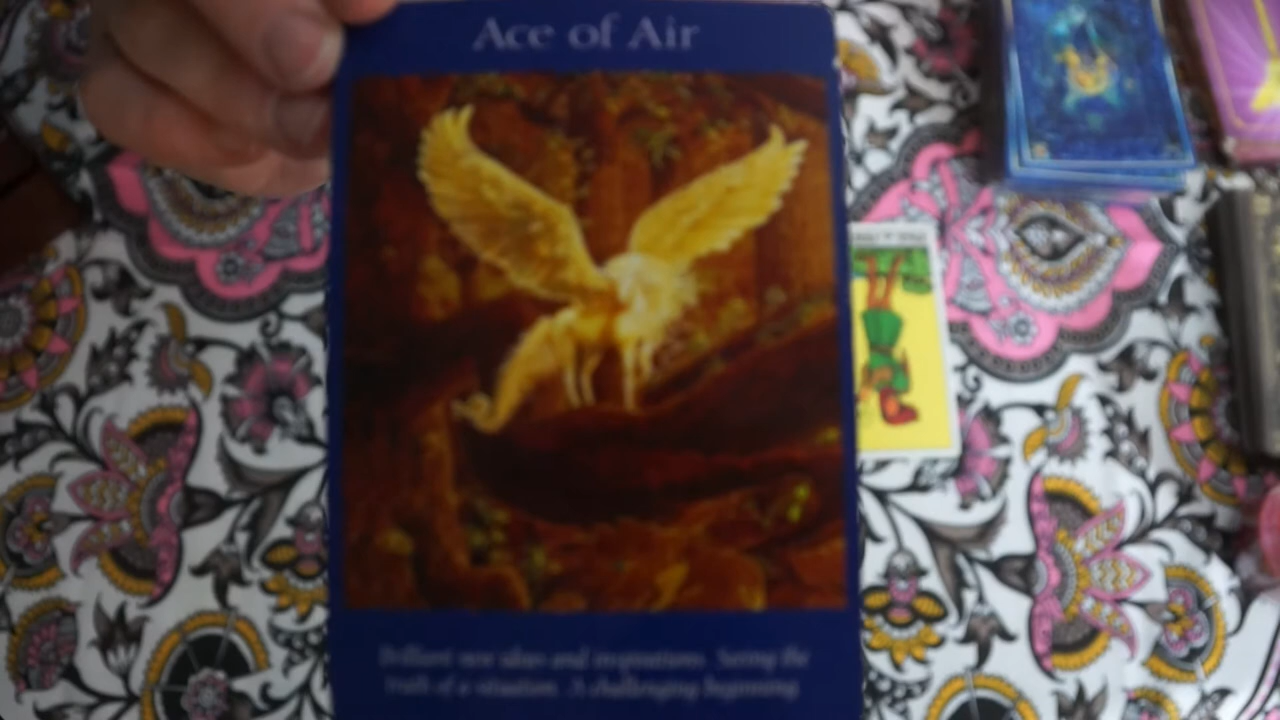 Ace of Air
Brilliant new ideas and inspirations. Seeing the
truth of a situation. A challenging beginning